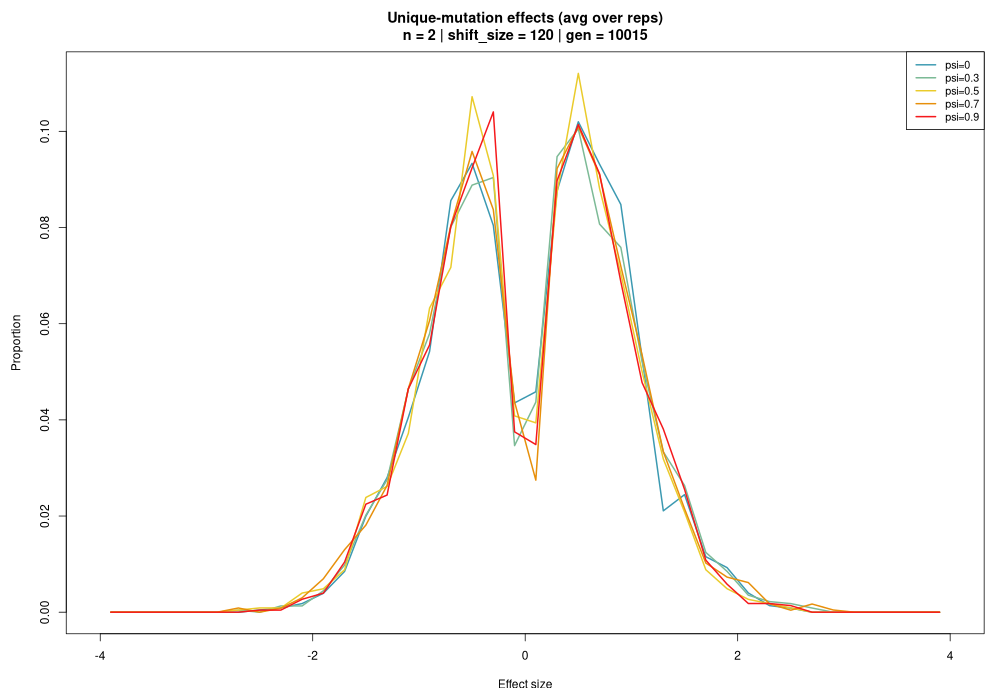 Unique-mutation effects (avg over reps)
n = 2 | shift_size = 120 | gen = 10015
psi=0
psi=0.3
psi=0.5
psi=0.7
psi=0.9
Proportion
0.10
0.08
0.06
0.04
0.02
0.00
-4 -2 0 2 4
Effect size